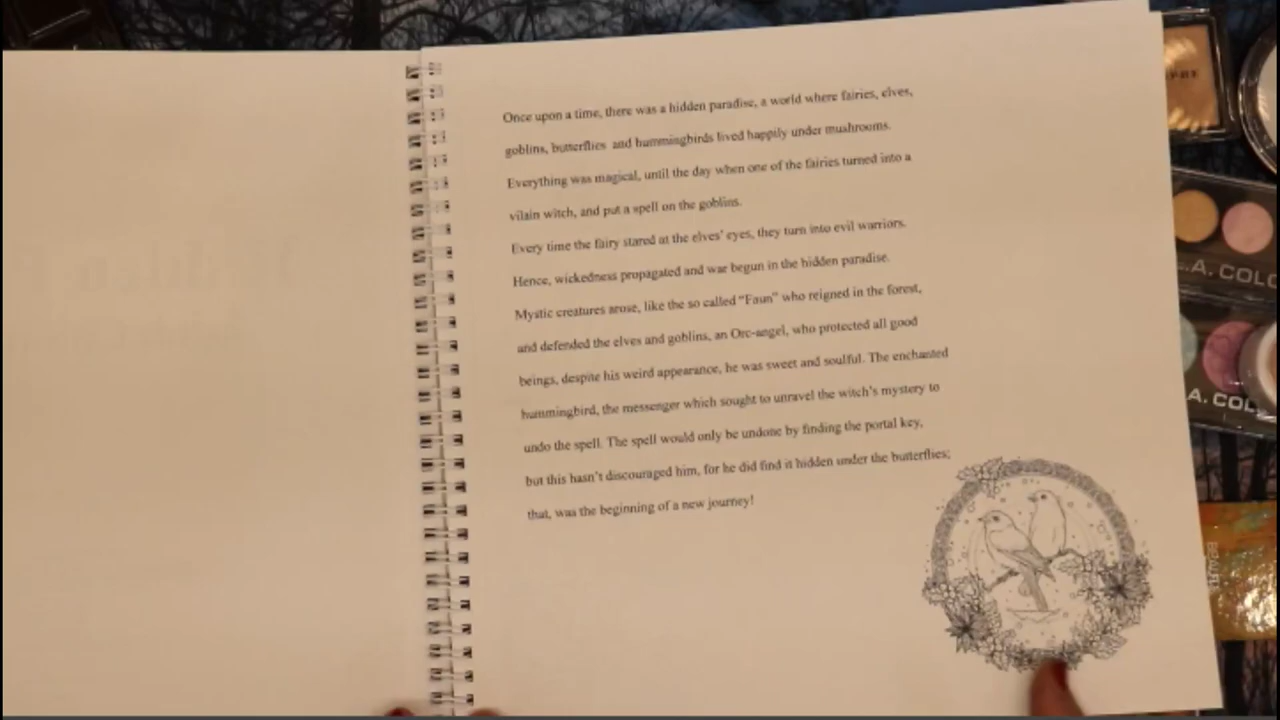 Once upon a time, there was a hidden paradise, a world where fairies, elves,
goblins, butterflies and hummingbirds lived happily under mushrooms.
Everything was magical, until the day when one of the fairies turned into a
vilain witch, and put a spell on the goblins.
Every time the fairy stared at the elves' eyes, they turn into evil warriors.
Hence, wickedness propagated and war begun in the hidden paradise.
Mystic creatures arose, like the so called "Faun" who reigned in the forest,
and defended the elves and goblins, an Orc-angel, who protected all good
beings, despite his weird appearance, he was sweet and soulful. The enchanted
hummingbird, the messenger which sought to unravel the witch's mystery to
undo the spell. The spell would only be undone by finding the portal key,
but this hasn't discouraged him, for he did find it hidden under the butterflies;
that, was the beginning of a new journey!
L.A. COLO
A. COL